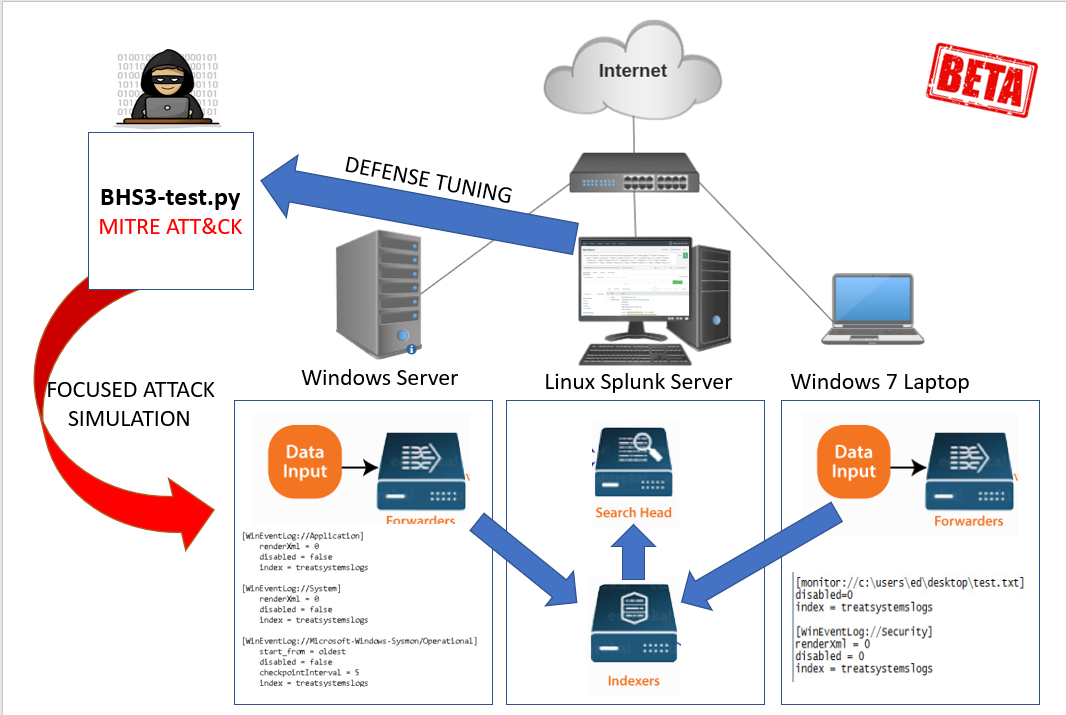 Internet
BETA
DEFENSE TUNING
BHS3-test.py
MITRE ATT&CK
Windows Server
Linux Splunk Server
Windows 7 Laptop
FOCUSED ATTACK
SIMULATION
Data
Input
Forwarders
[WinEventLog://Application]
renderXml = 0
disabled = false
index = treatsystemslogs
[WinEventLog://System]
renderXml = 0
disabled = false
index = treatsystemslogs
[WinEventLog://Microsoft-Windows-Sysmon/Operational]
start_from = oldest
disabled = false
checkpointInterval = 5
index = treatsystemslogs
Search Head
Indexers
Data
Input
Forwarders
[monitor://c:\users\ed\desktop\test.txt]
disabled=0
index = treatsystemslogs
[WinEventLog://Security]
renderXml = 0
disabled = 0
index = treatsystemslogs